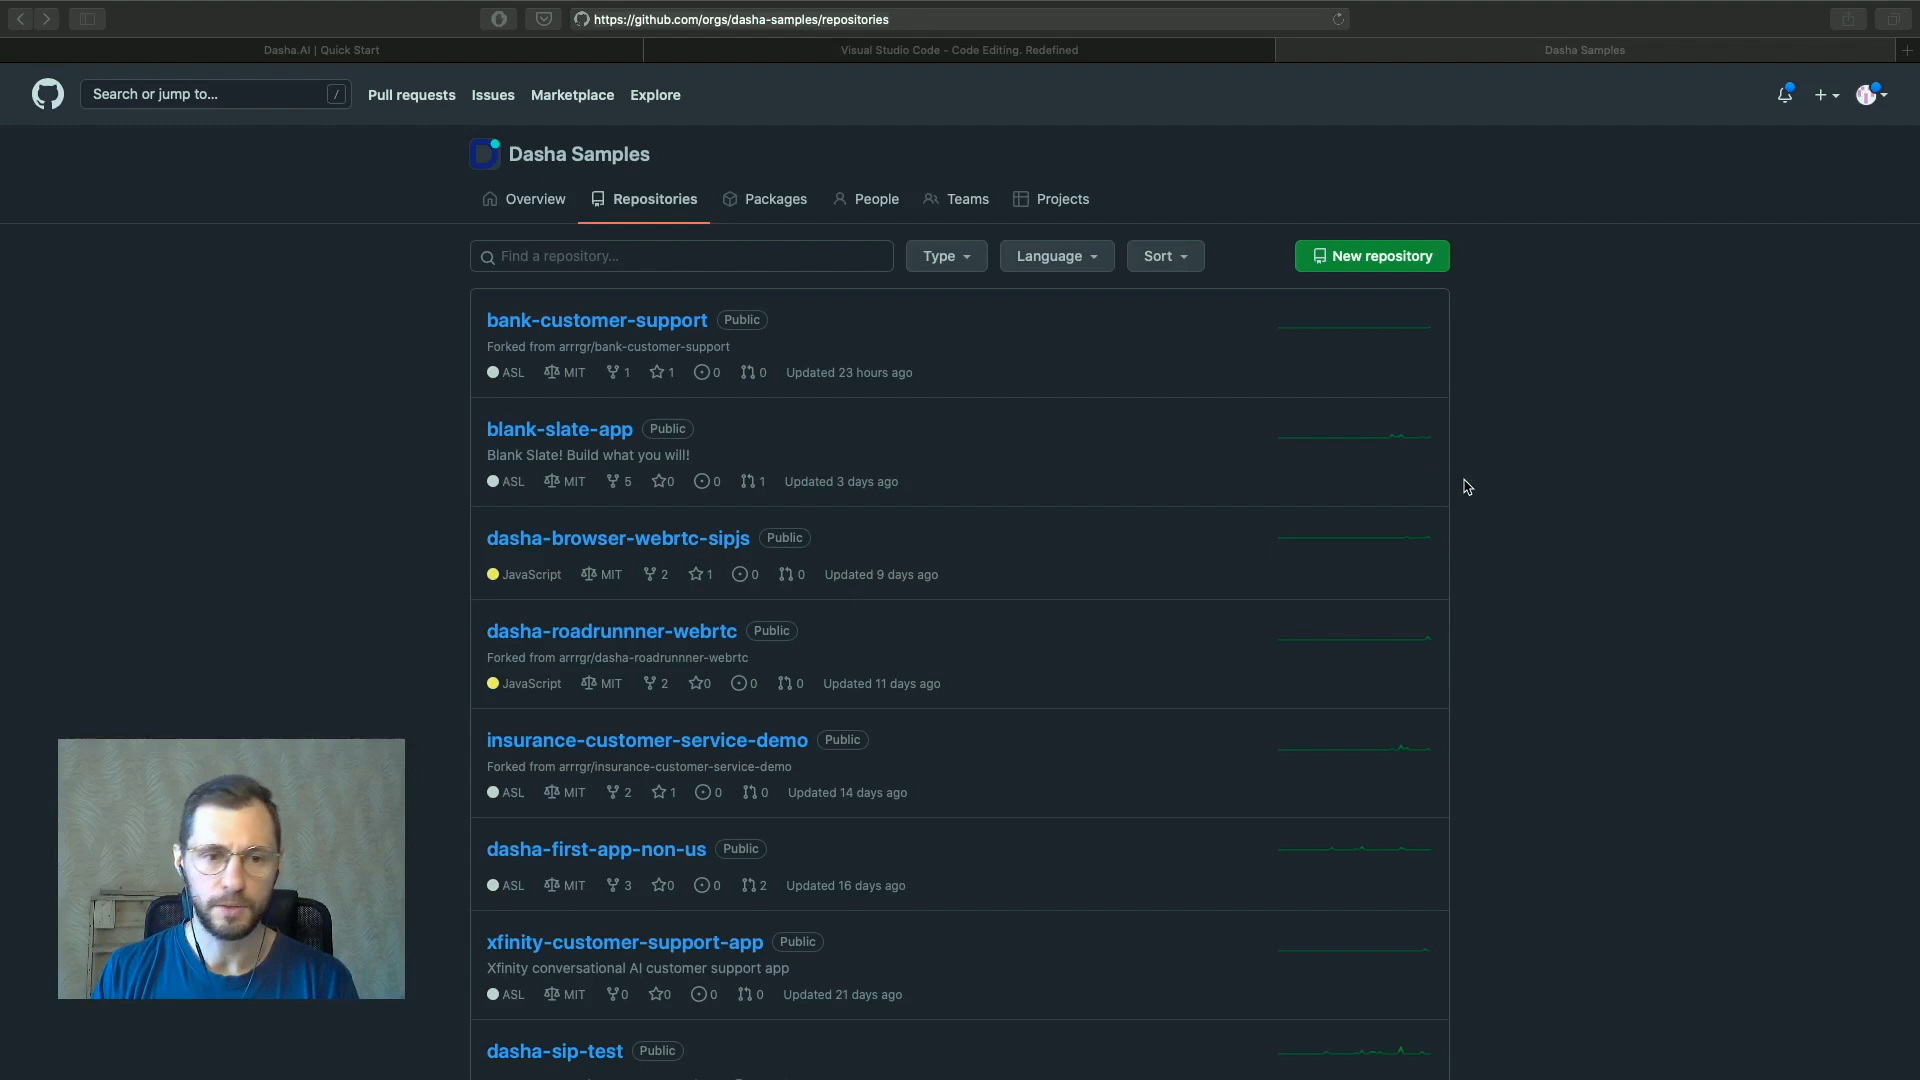 https://github.com/orgs/dasha-samples/repositories
Dasha.AI | Quick Start
Visual Studio Code - Code Editing. Redefined
Dasha Samples
Search or jump to...
/
Pull requests
Issues
Marketplace
Explore
Dasha Samples
Overview
Repositories
Packages
People
Teams
Projects
Find a repository...
Type
Language
Sort
New repository
bank-customer-support Public
Forked from arrrgr/bank-customer-support
ASL MIT 1 1 0 0 Updated 23 hours ago
blank-slate-app Public
Blank Slate! Build what you will!
ASL MIT 5 0 0 1 Updated 3 days ago
dasha-browser-webrtc-sipjs Public
JavaScript MIT 2 1 0 0 Updated 9 days ago
dasha-roadrunnner-webrtc Public
Forked from arrrgr/dasha-roadrunnner-webrtc
JavaScript MIT 2 0 0 0 Updated 11 days ago
insurance-customer-service-demo Public
Forked from arrrgr/insurance-customer-service-demo
ASL MIT 2 1 0 0 Updated 14 days ago
dasha-first-app-non-us Public
ASL MIT 3 0 0 2 Updated 16 days ago
xfinity-customer-support-app Public
Xfinity conversational AI customer support app
ASL MIT 0 0 0 0 Updated 21 days ago
dasha-sip-test Public